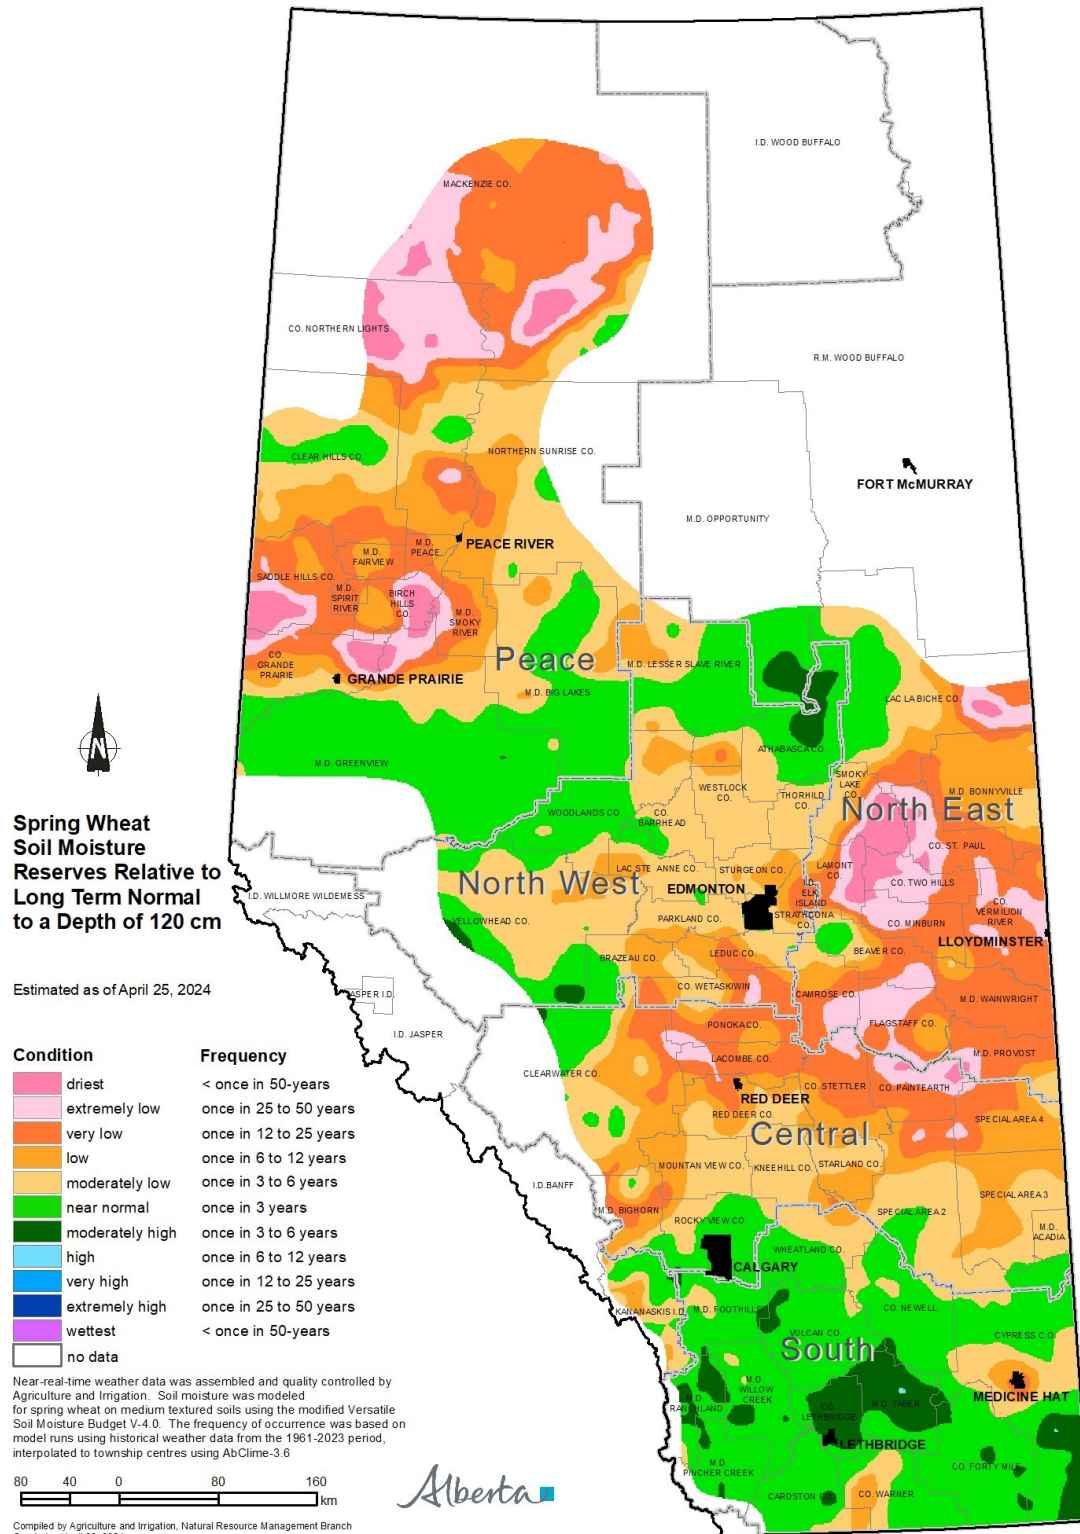 I.D. WOOD BUFFALO
MACKENZIE CO.
CO. NORTHERN LIGHTS
R.M. WOOD BUFFALO
CLEAR HILLS CO.
NORTHERN SUNRISE CO.
FORT McMURRAY
M.D. OPPORTUNITY
PEACE RIVER
M.D.
PEACE
M.D.
FAIRVIEW
SADDLE HILLS CO.
M.D.
SPIRIT
RIVER
BIRCH
HILLS
CO.
M.D.
SMOKY
RIVER
Peace
CO.
GRANDE
PRAIRIE
GRANDE PRAIRIE
M.D. LESSER SLAVE RIVER
M.D. BIG LAKES
LAC LA BICHE CO.
N
ATHABASCA CO.
M.D. GREENVIEW
SMOKY
LAKE
CO.
WESTLOCK
CO.
THORHILD
CO.
M.D. BONNYVILLE
North East
WOODLANDS CO.
CO.
BARRHEAD
CO. ST. PAUL
Spring Wheat
Soil Moisture
Reserves Relative to
Long Term Normal
to a Depth of 120 cm
LAC STE ANNE CO.
STURGEON CO.
LAMONT
CO.
CO. TWO HILLS
North West
EDMONTON
I.D.
ELK
ISLAND
I.D. WILLMORE WILDERNESS
CO.
VERMILION
RIVER
YELLOWHEAD CO.
PARKLAND CO.
STRATHCONA
CO.
CO. MINBURN
LLOYDMINSTER
BRAZEAU CO.
LEDUC CO.
BEAVER CO.
Estimated as of April 25, 2024
JASPER I.D.
CO. WETASKIWIN
CAMROSE CO.
M.D. WAINWRIGHT
I.D. JASPER
PONOKA CO.
FLAGSTAFF CO.
M.D. PROVOST
LACOMBE CO.
CLEARWATER CO.
CO. STETTLER
CO. PAINTEARTH
RED DEER
RED DEER CO.
SPECIAL AREA 4
Central
MOUNTAIN VIEW CO.
KNEEHILL CO.
STARLAND CO.
I.D. BANFF
SPECIAL AREA 3
M.D. BIGHORN
ROCKY VIEW CO.
SPECIAL AREA 2
M.D.
ACADIA
WHEATLAND CO.
CALGARY
KANANASKIS I.D.
M.D. FOOTHILLS
CO. NEWELL
VULCAN CO.
CYPRESS CO.
South
M.D.
WILLOW
CREEK
MEDICINE HAT
M.D.
RANCHLAND
CO.
LETHBRIDGE
M.D. TABER
LETHBRIDGE
M.D.
PINCHER CREEK
CO. FORTY MILE
CARDSTON CO.
CO. WARNER
Condition Frequency
driest < once in 50-years
extremely low once in 25 to 50 years
very low once in 12 to 25 years
low once in 6 to 12 years
moderately low once in 3 to 6 years
near normal once in 3 years
moderately high once in 3 to 6 years
high once in 6 to 12 years
very high once in 12 to 25 years
extremely high once in 25 to 50 years
wettest < once in 50-years
no data
Near-real-time weather data was assembled and quality controlled by
Agriculture and Irrigation. Soil moisture was modeled
for spring wheat on medium textured soils using the modified Versatile
Soil Moisture Budget V-4.0. The frequency of occurrence was based on
model runs using historical weather data from the 1961-2023 period,
interpolated to township centres using AbClime-3.6
80 40 0 80 160
km
Alberta
Compiled by Agriculture and Irrigation, Natural Resource Management Branch